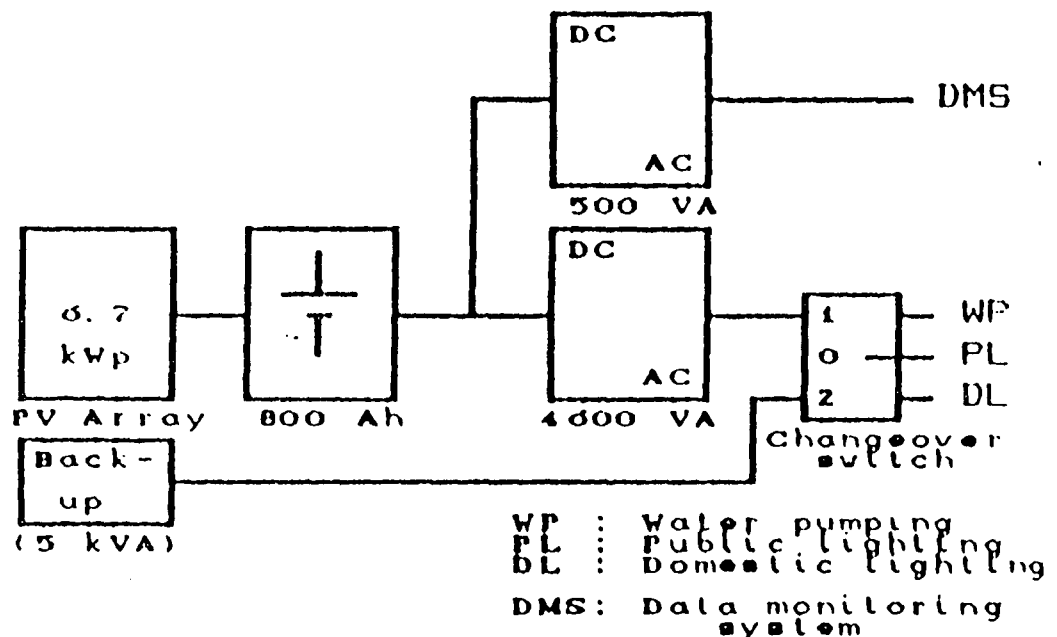 DC
AC
500 VA
DMS
6.7
kWp
PV Array
800 Ah
DC
AC
4600 VA
1
0
2
WP
PL
DL
Changeover
switch
Back-
up
(5 kVA)
WP : Water pumping
PL : Public lighting
DL : Domestic lighting
DMS: Data monitoring
system